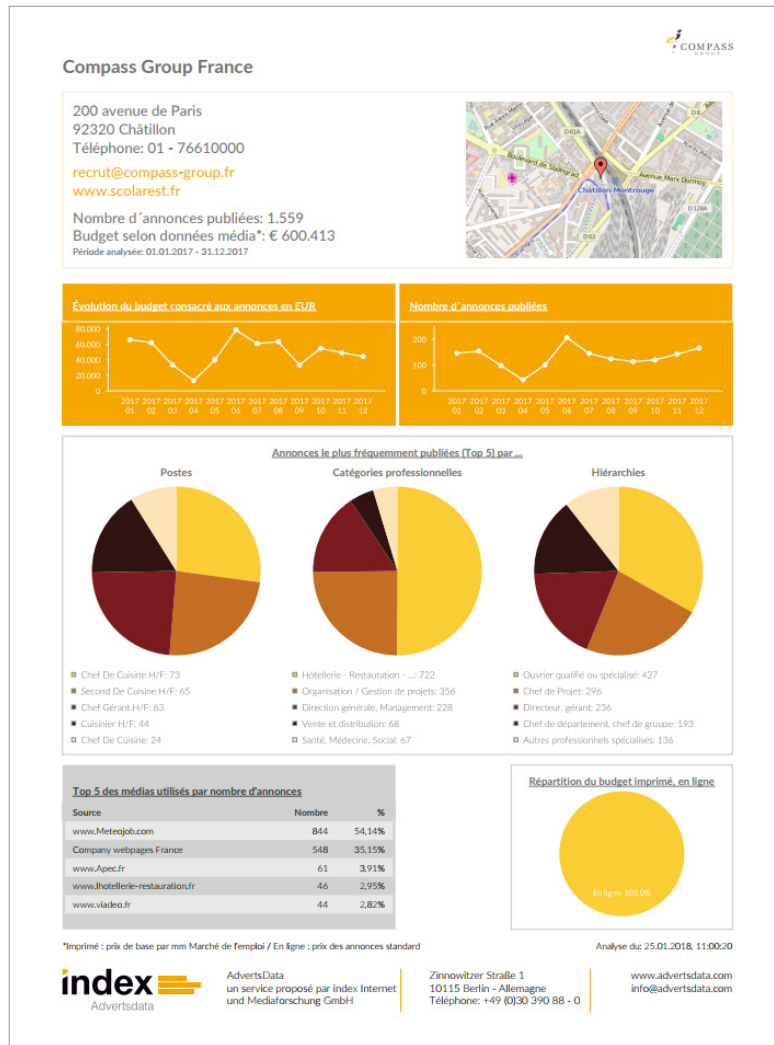 COMPASS
GROUP
Compass Group France
200 avenue de Paris
92320 Châtillon
Téléphone: 01 - 76610000
recrut@compass-group.fr
www.scolarest.fr
Nombre d´annonces publiées: 1.559
Budget selon données média*: € 600.413
Période analysée: 01.01.2017 - 31.12.2017
Rue Alexis Martin
D 62A
D 6
Boulevard de Stalingrad
Avenue Marx Dormoy
Châtillon-Montrouge
D 128A
D 63
Évolution du budget consacré aux annonces en EUR
80.000
60.000
40.000
20.000
0
2017 2017 2017 2017 2017 2017 2017 2017 2017 2017 2017 2017
01 02 03 04 05 06 07 08 09 10 11 12
Nombre d´annonces publiées
200
100
0
2017 2017 2017 2017 2017 2017 2017 2017 2017 2017 2017 2017
01 02 03 04 05 06 07 08 09 10 11 12
Annonces le plus fréquemment publiées (Top 5) par ...
Postes
Chef De Cuisine H/F: 73
Second De Cuisine H/F: 65
Chef Gérant H/F: 63
Cuisinier H/F: 44
Chef De Cuisine: 24
Catégories professionnelles
Hôtellerie - Restauration - ...: 722
Organisation / Gestion de projets: 356
Direction générale, Management: 228
Vente et distribution: 68
Santé, Médecine, Social: 67
Hiérarchies
Ouvrier qualifié ou spécialisé: 427
Chef de Projet: 296
Directeur, gérant: 236
Chef de département, chef de groupe: 193
Autres professionnels spécialisés: 136
Top 5 des médias utilisés par nombre d'annonces
Source Nombre %
www.Meteojob.com 844 54,14%
Company webpages France 548 35,15%
www.Apec.fr 61 3,91%
www.lhotellerie-restauration.fr 46 2,95%
www.viadeo.fr 44 2,82%
Répartition du budget imprimé, en ligne
En ligne: 100.0%
*Imprimé : prix de base par mm Marché de l'emploi / En ligne : prix des annonces standard
Analyse du: 25.01.2018, 11:00:20
index
Advertsdata
AdvertsData
un service proposé par index Internet
und Mediaforschung GmbH
Zinnowitzer Straße 1
10115 Berlin - Allemagne
Téléphone: +49 (0)30 390 88 - 0
www.advertsdata.com
info@advertsdata.com